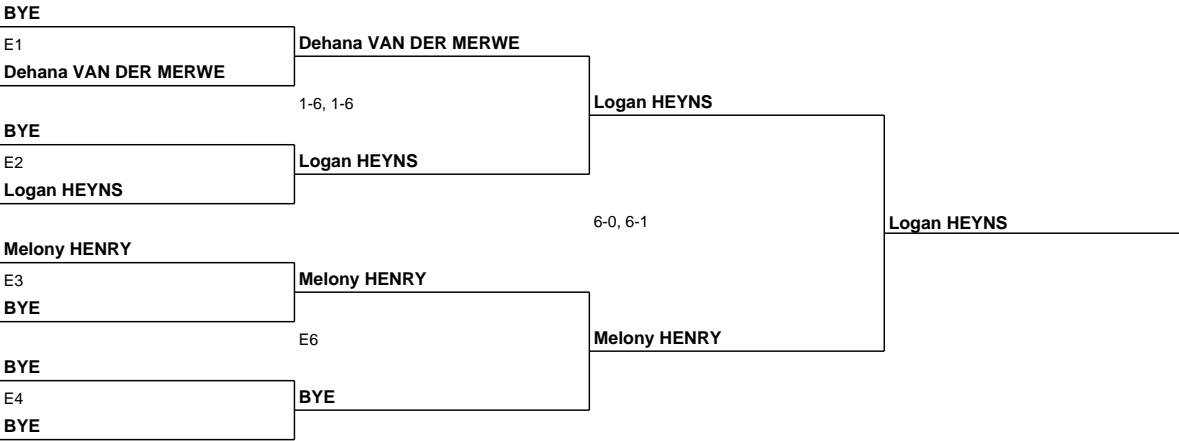 BYE
E1
Dehana VAN DER MERWE
Dehana VAN DER MERWE
1-6, 1-6
Logan HEYNS
BYE
E2
Logan HEYNS
Logan HEYNS
6-0, 6-1
Logan HEYNS
Melony HENRY
E3
BYE
Melony HENRY
E6
Melony HENRY
BYE
E4
BYE
BYE